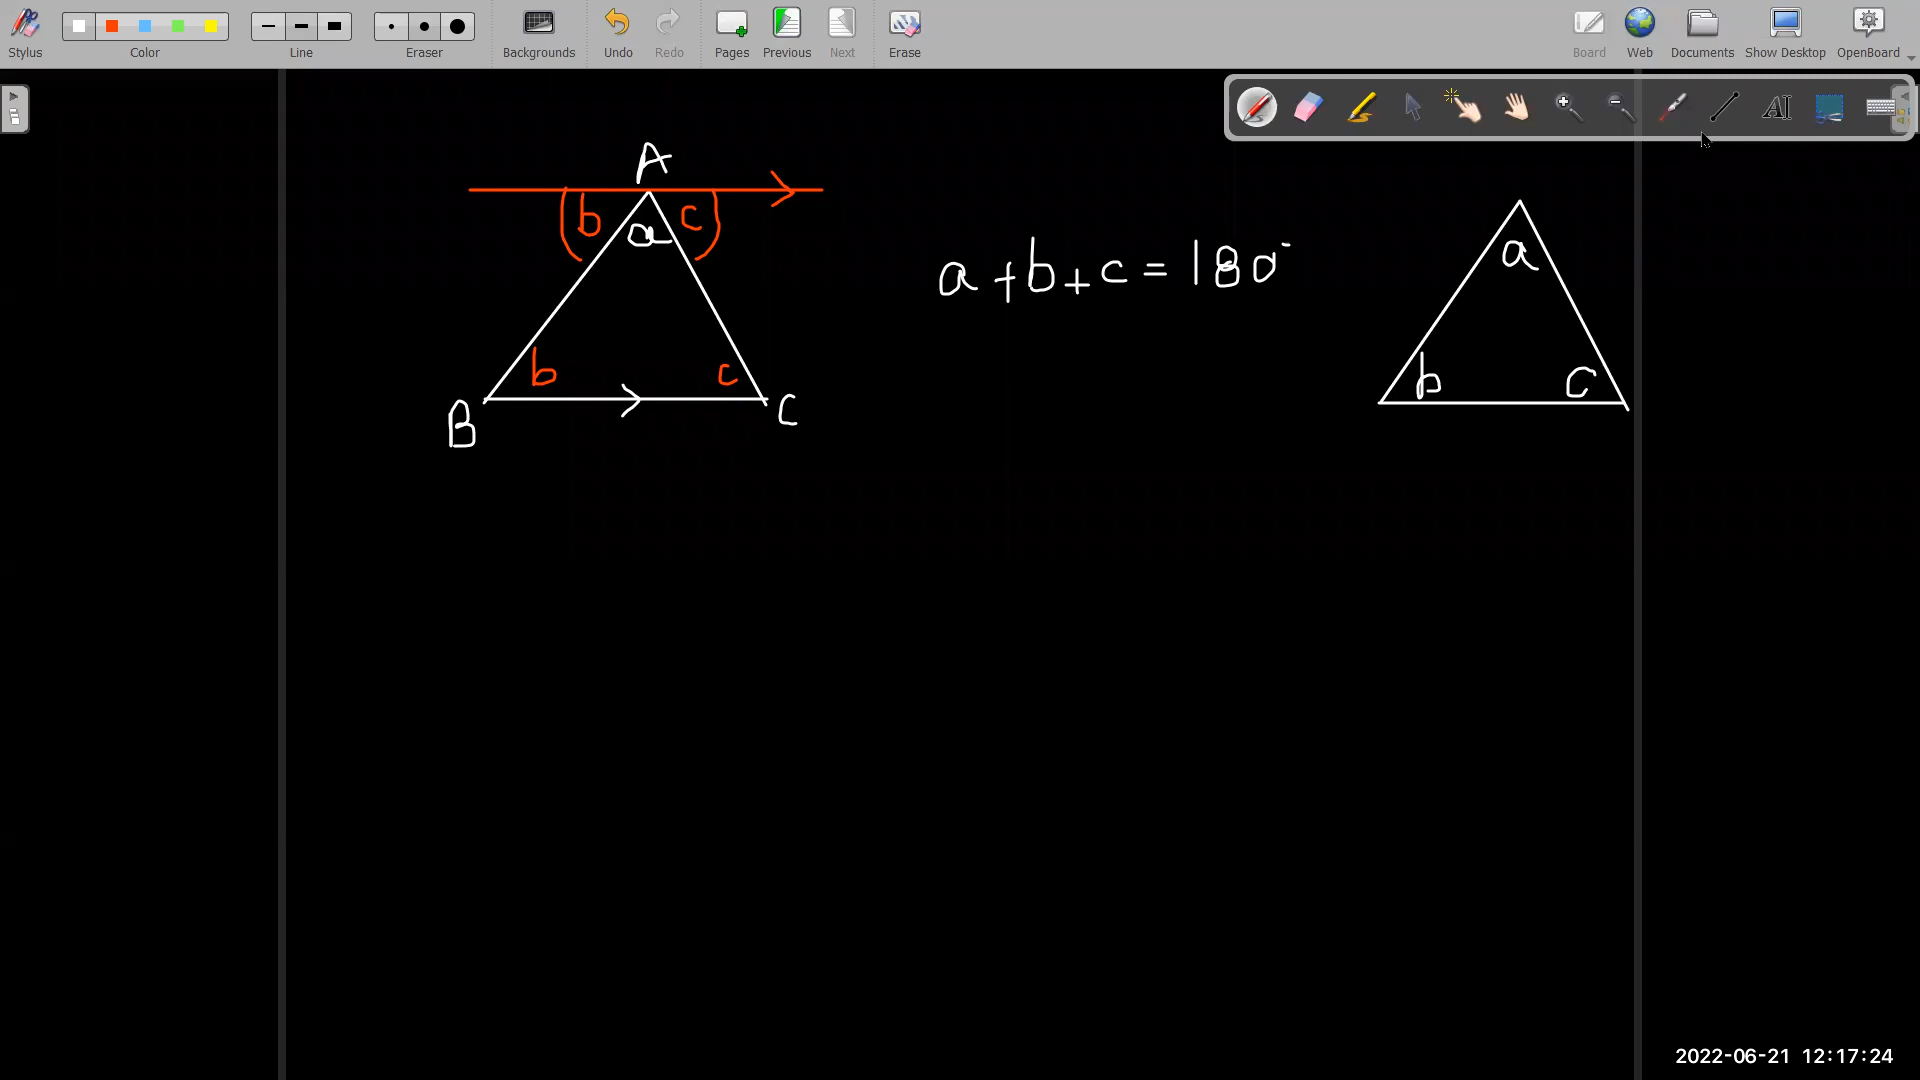 Stylus Color Line Eraser Backgrounds Undo Redo Pages Previous Next Erase Board Web Documents Show Desktop OpenBoard
AI
A
b a c
a+b+c=180°
a
b c
b c
B C
2022-06-21 12:17:24